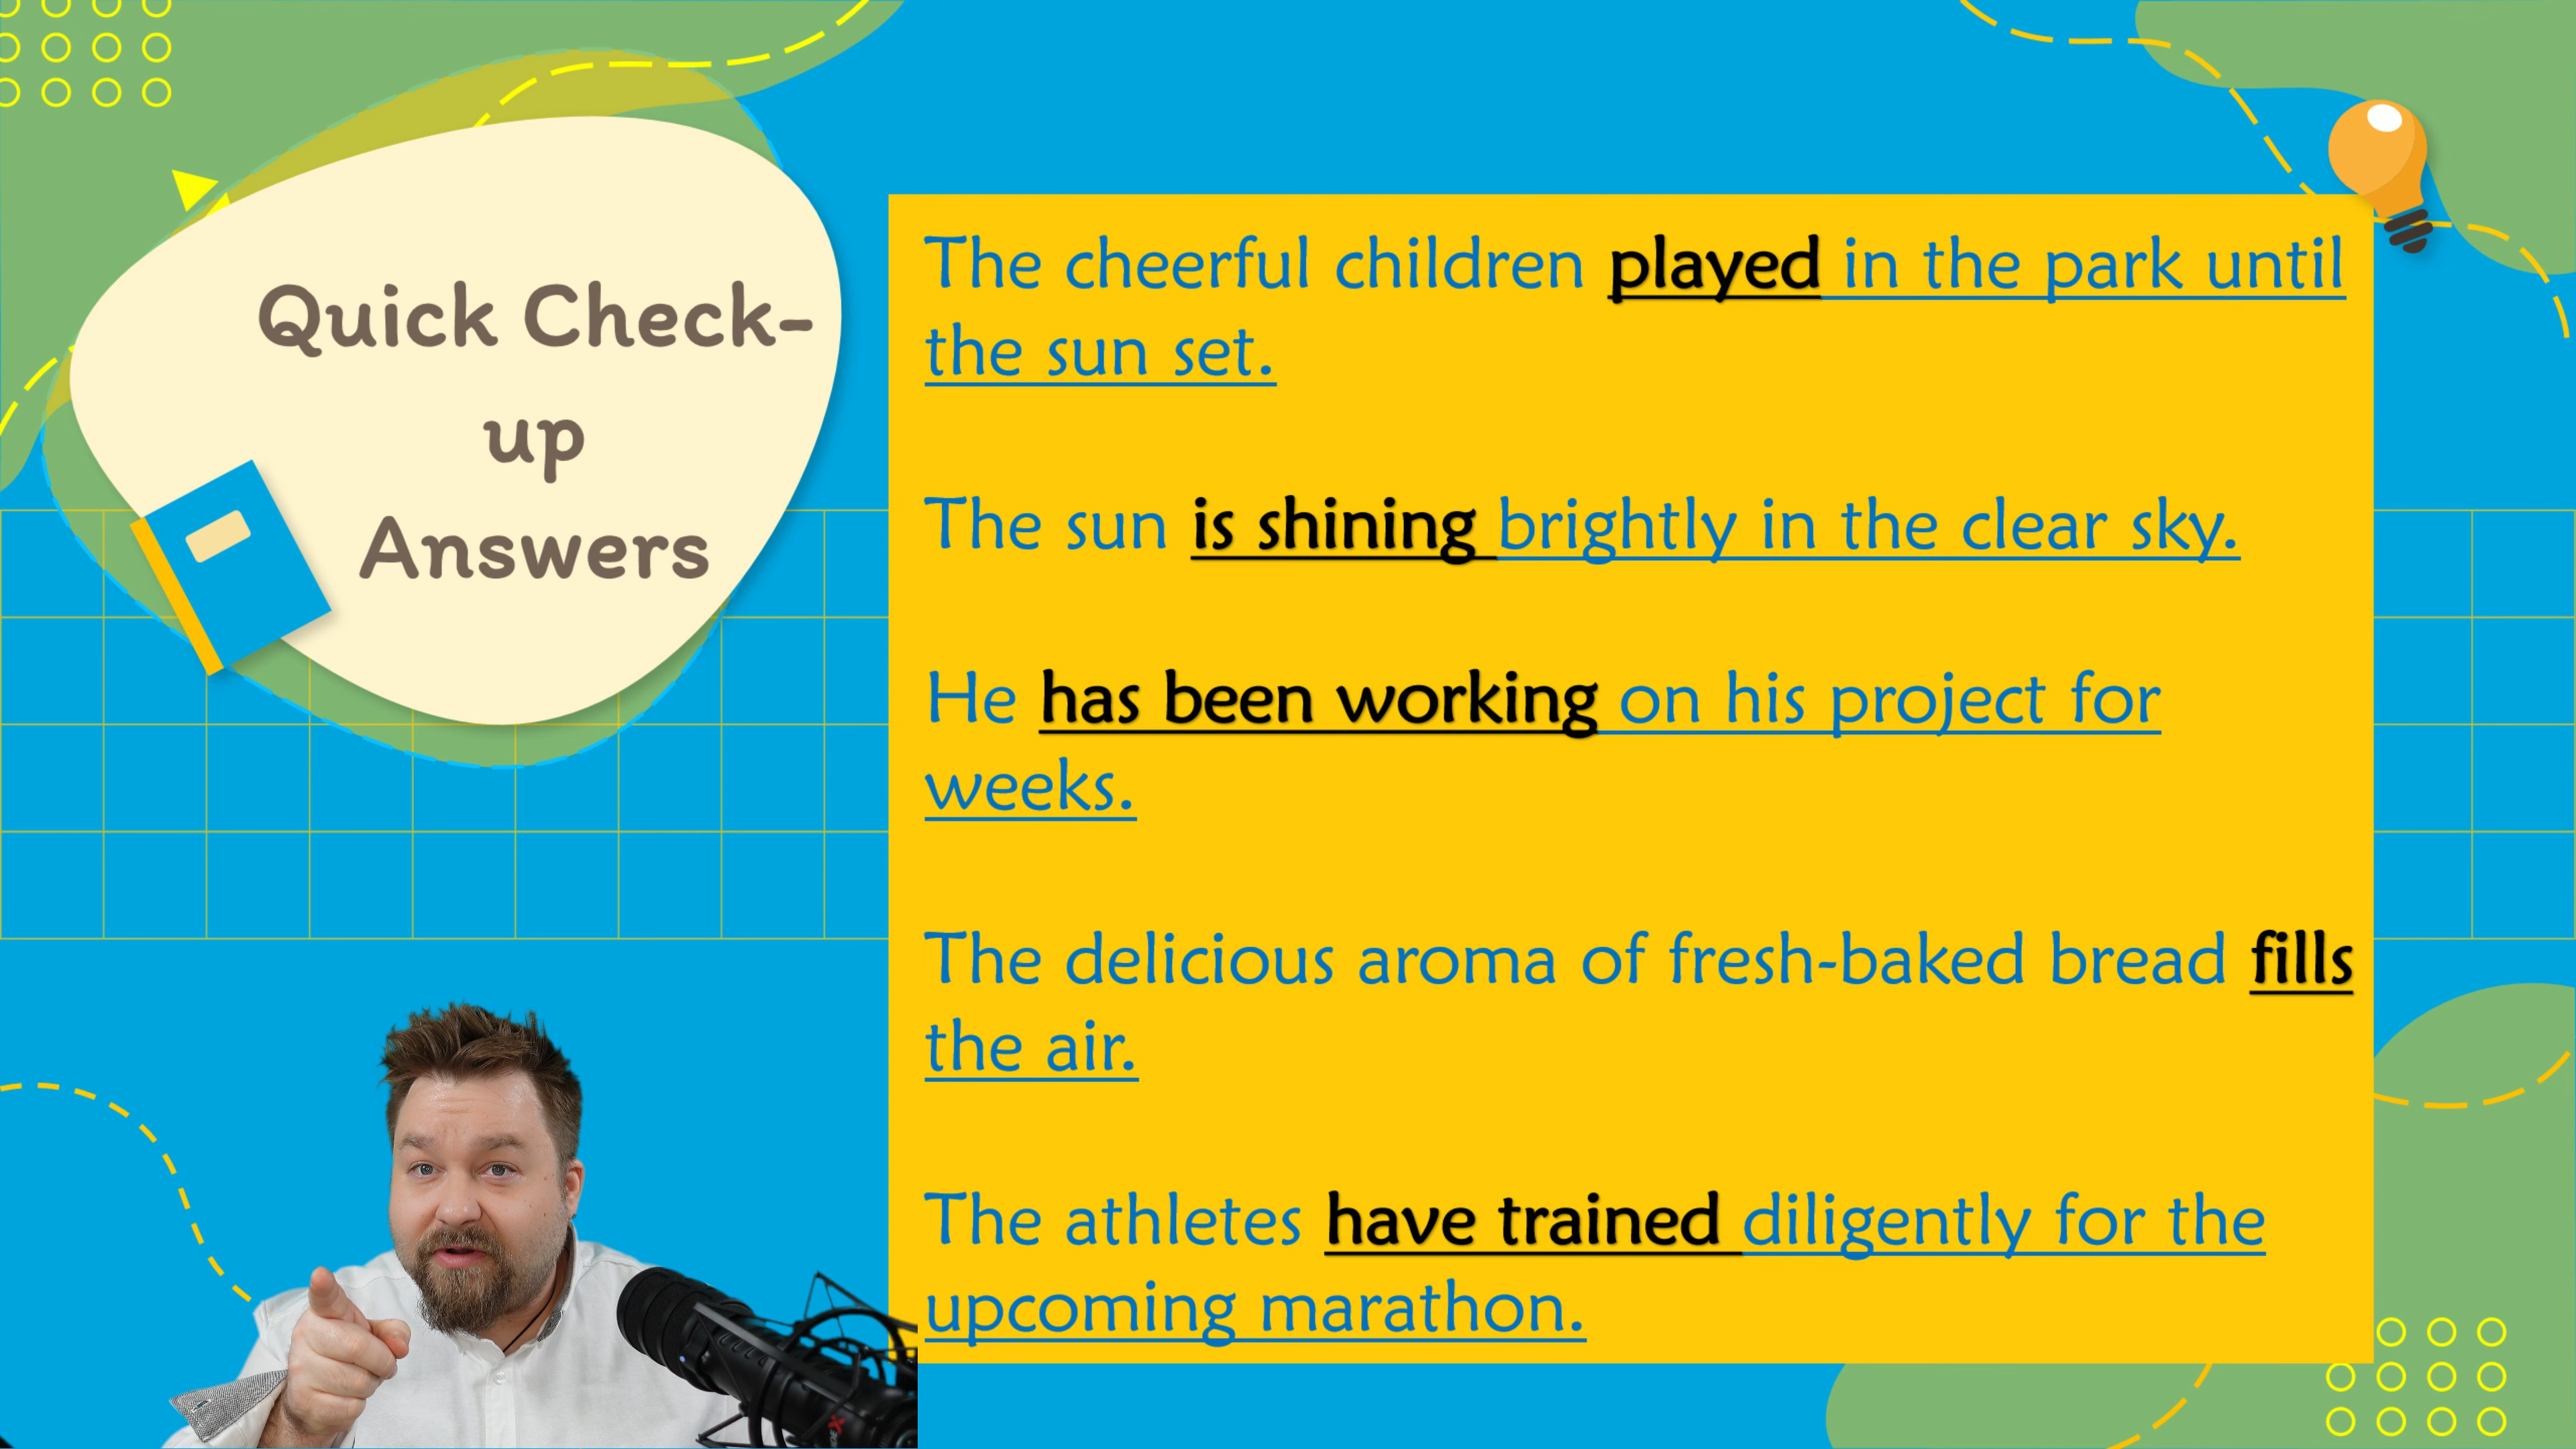 Quick Check-
up
Answers
The cheerful children played in the park until
the sun set.
The sun is shining brightly in the clear sky.
He has been working on his project for
weeks.
The delicious aroma of fresh-baked bread fills
the air.
The athletes have trained diligently for the
upcoming marathon.